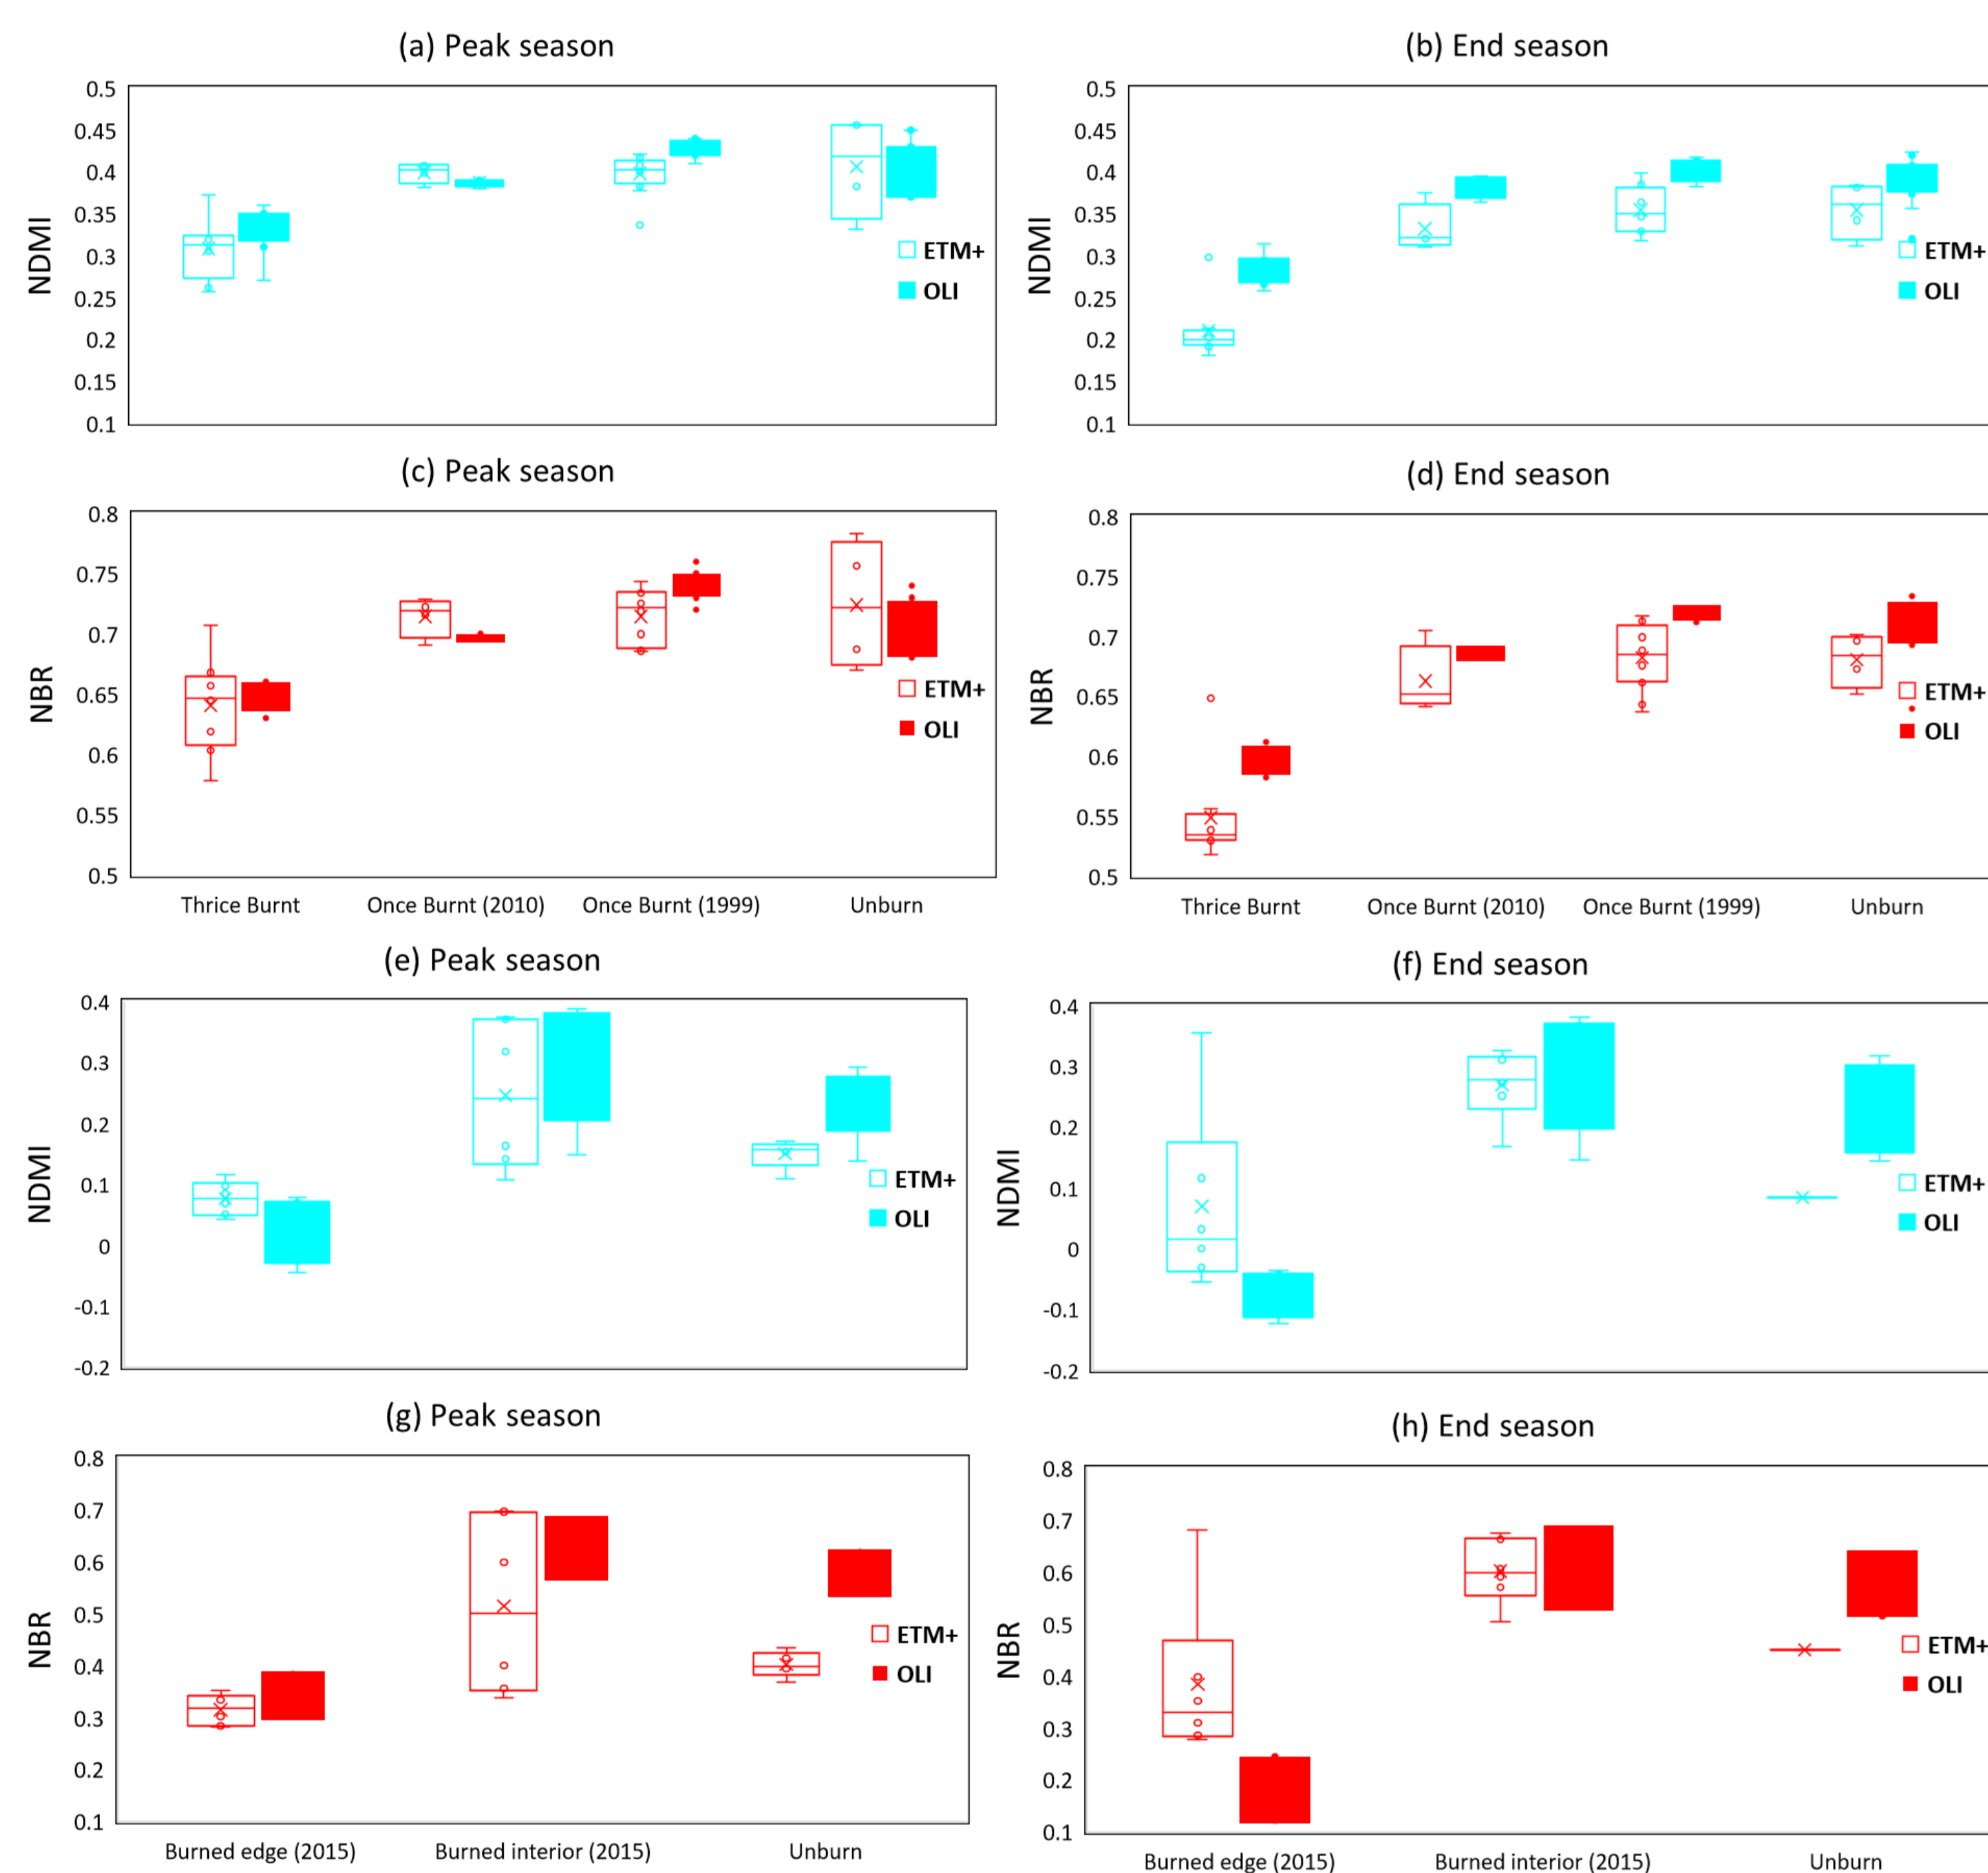 (a) Peak season
0.5
0.45
0.4
0.35
0.3
0.25
0.2
0.15
0.1
NDMI
ETM+
OLI
(b) End season
0.5
0.45
0.4
0.35
0.3
0.25
0.2
0.15
0.1
NDMI
ETM+
OLI
(c) Peak season
0.8
0.75
0.7
0.65
0.6
0.55
0.5
NBR
ETM+
OLI
Thrice Burnt Once Burnt (2010) Once Burnt (1999) Unburn
(d) End season
0.8
0.75
0.7
0.65
0.6
0.55
0.5
NBR
ETM+
OLI
Thrice Burnt Once Burnt (2010) Once Burnt (1999) Unburn
(e) Peak season
0.4
0.3
0.2
0.1
0
-0.1
-0.2
NDMI
ETM+
OLI
(f) End season
0.4
0.3
0.2
0.1
0
-0.1
-0.2
NDMI
ETM+
OLI
(g) Peak season
0.8
0.7
0.6
0.5
0.4
0.3
0.2
0.1
NBR
ETM+
OLI
Burned edge (2015) Burned interior (2015) Unburn
(h) End season
0.8
0.7
0.6
0.5
0.4
0.3
0.2
0.1
NBR
ETM+
OLI
Burned edge (2015) Burned interior (2015) Unburn